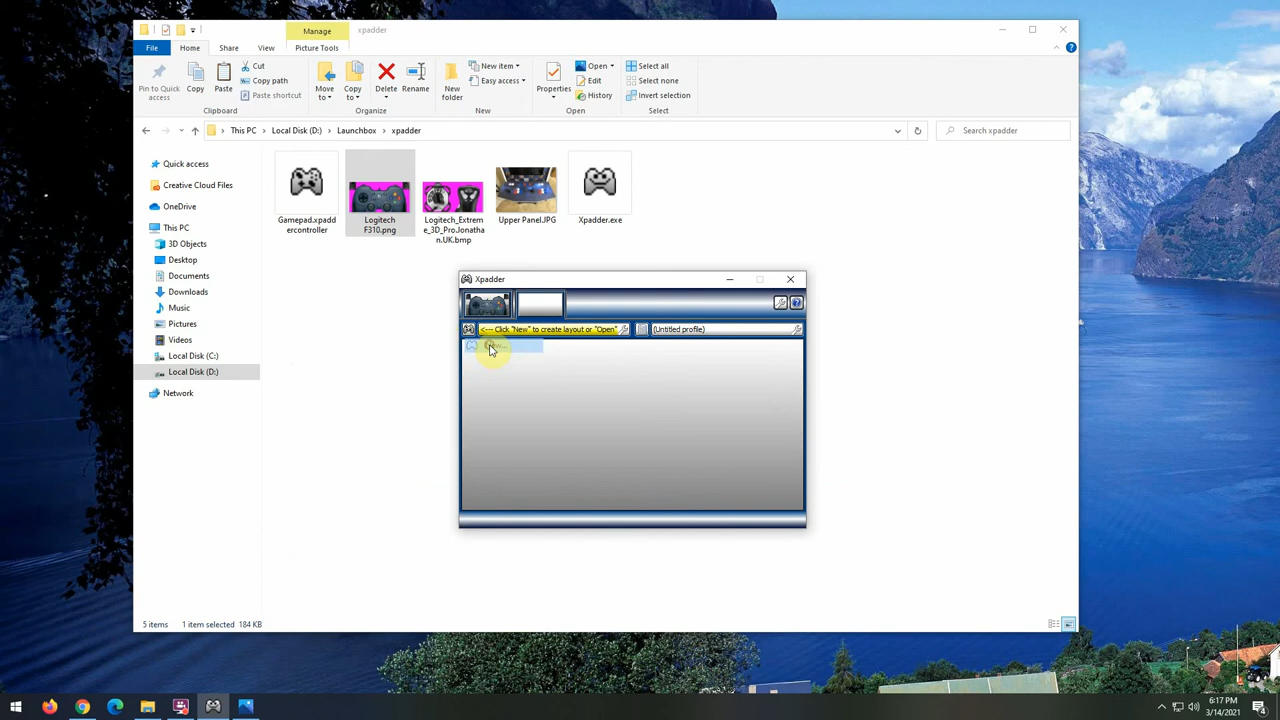 Manage
xpadder
File
Home
Share
View
Picture Tools
Pin to Quick
access
Copy
Paste
Cut
Copy path
Paste shortcut
Clipboard
Move
to
Copy
to
Delete
Rename
Organize
New
folder
New item
Easy access
New
Properties
Open
Edit
History
Open
Select all
Select none
Invert selection
Select
This PC > Local Disk (D:) > Launchbox > xpadder
Search xpadder
Quick access
Creative Cloud Files
OneDrive
This PC
3D Objects
Desktop
Documents
Downloads
Music
Pictures
Videos
Local Disk (C:)
Local Disk (D:)
Network
Gamepad.xpad
dercontroller
Logitech
F310.png
Logitech_Extrem
e_3D_Pro.Jonatha
n.UK.bmp
Upper Panel.JPG
Xpadder.exe
Xpadder
<--- Click "New" to create layout or "Open"
(Untitled profile)
5 items
1 item selected 184 KB
6:17 PM
3/14/2021